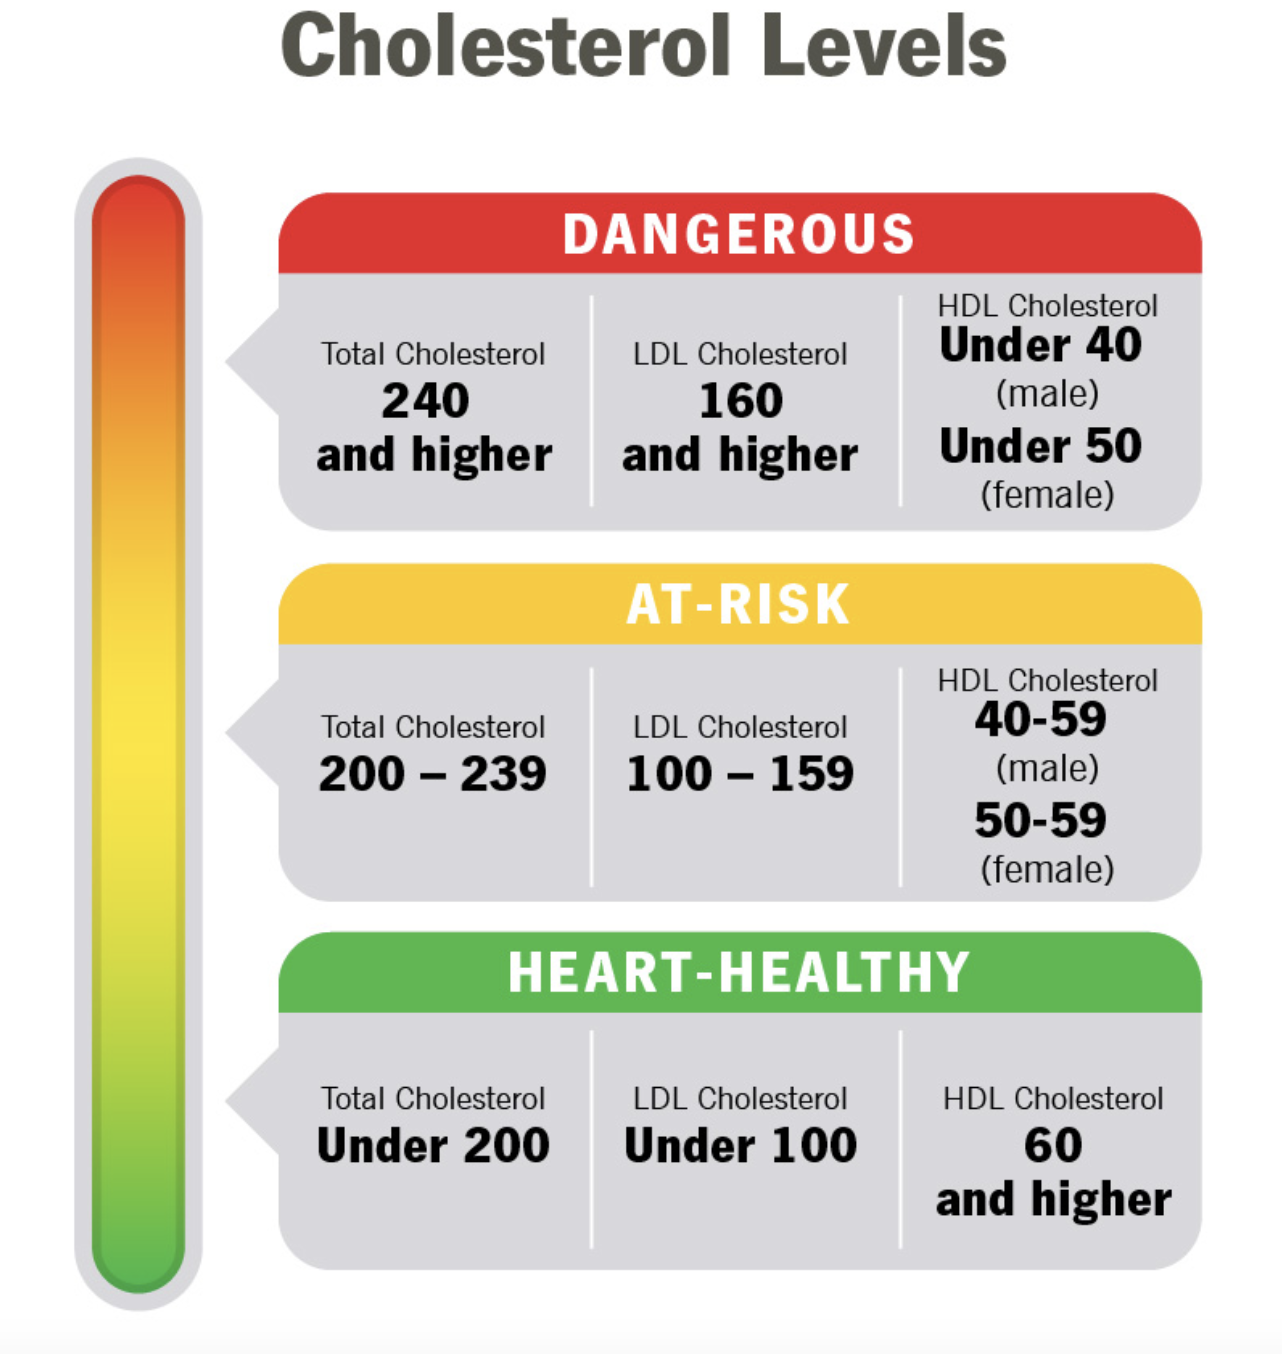 Cholesterol Levels
DANGEROUS
Total Cholesterol
240
and higher
LDL Cholesterol
160
and higher
HDL Cholesterol
Under 40
(male)
Under 50
(female)
AT-RISK
Total Cholesterol
200 – 239
LDL Cholesterol
100 – 159
HDL Cholesterol
40-59
(male)
50-59
(female)
HEART-HEALTHY
Total Cholesterol
Under 200
LDL Cholesterol
Under 100
HDL Cholesterol
60
and higher